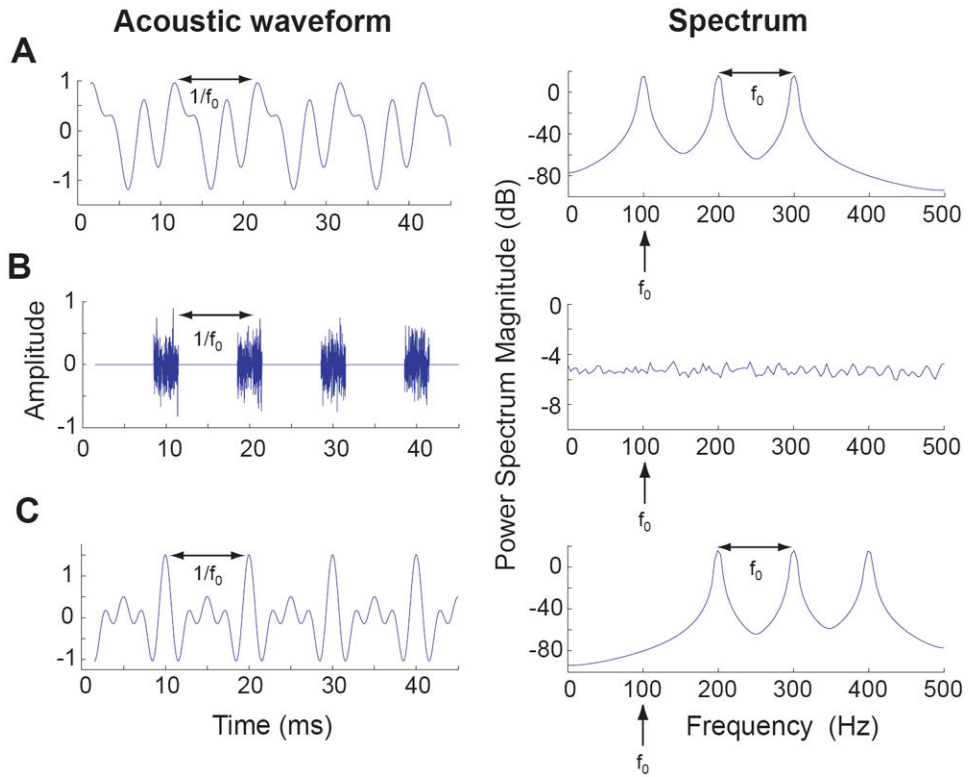 Acoustic waveform
Spectrum
A
1
0
-1
1/f₀
0 10 20 30 40
0
-40
-80
f₀
0 100 200 300 400 500
f₀
B
Amplitude
1
0
-1
1/f₀
0 10 20 30 40
Power Spectrum Magnitude (dB)
-4
-8
0 100 200 300 400 500
f₀
C
1
0
-1
1/f₀
0 10 20 30 40
Time (ms)
0
-40
-80
f₀
0 100 200 300 400 500
Frequency (Hz)
f₀